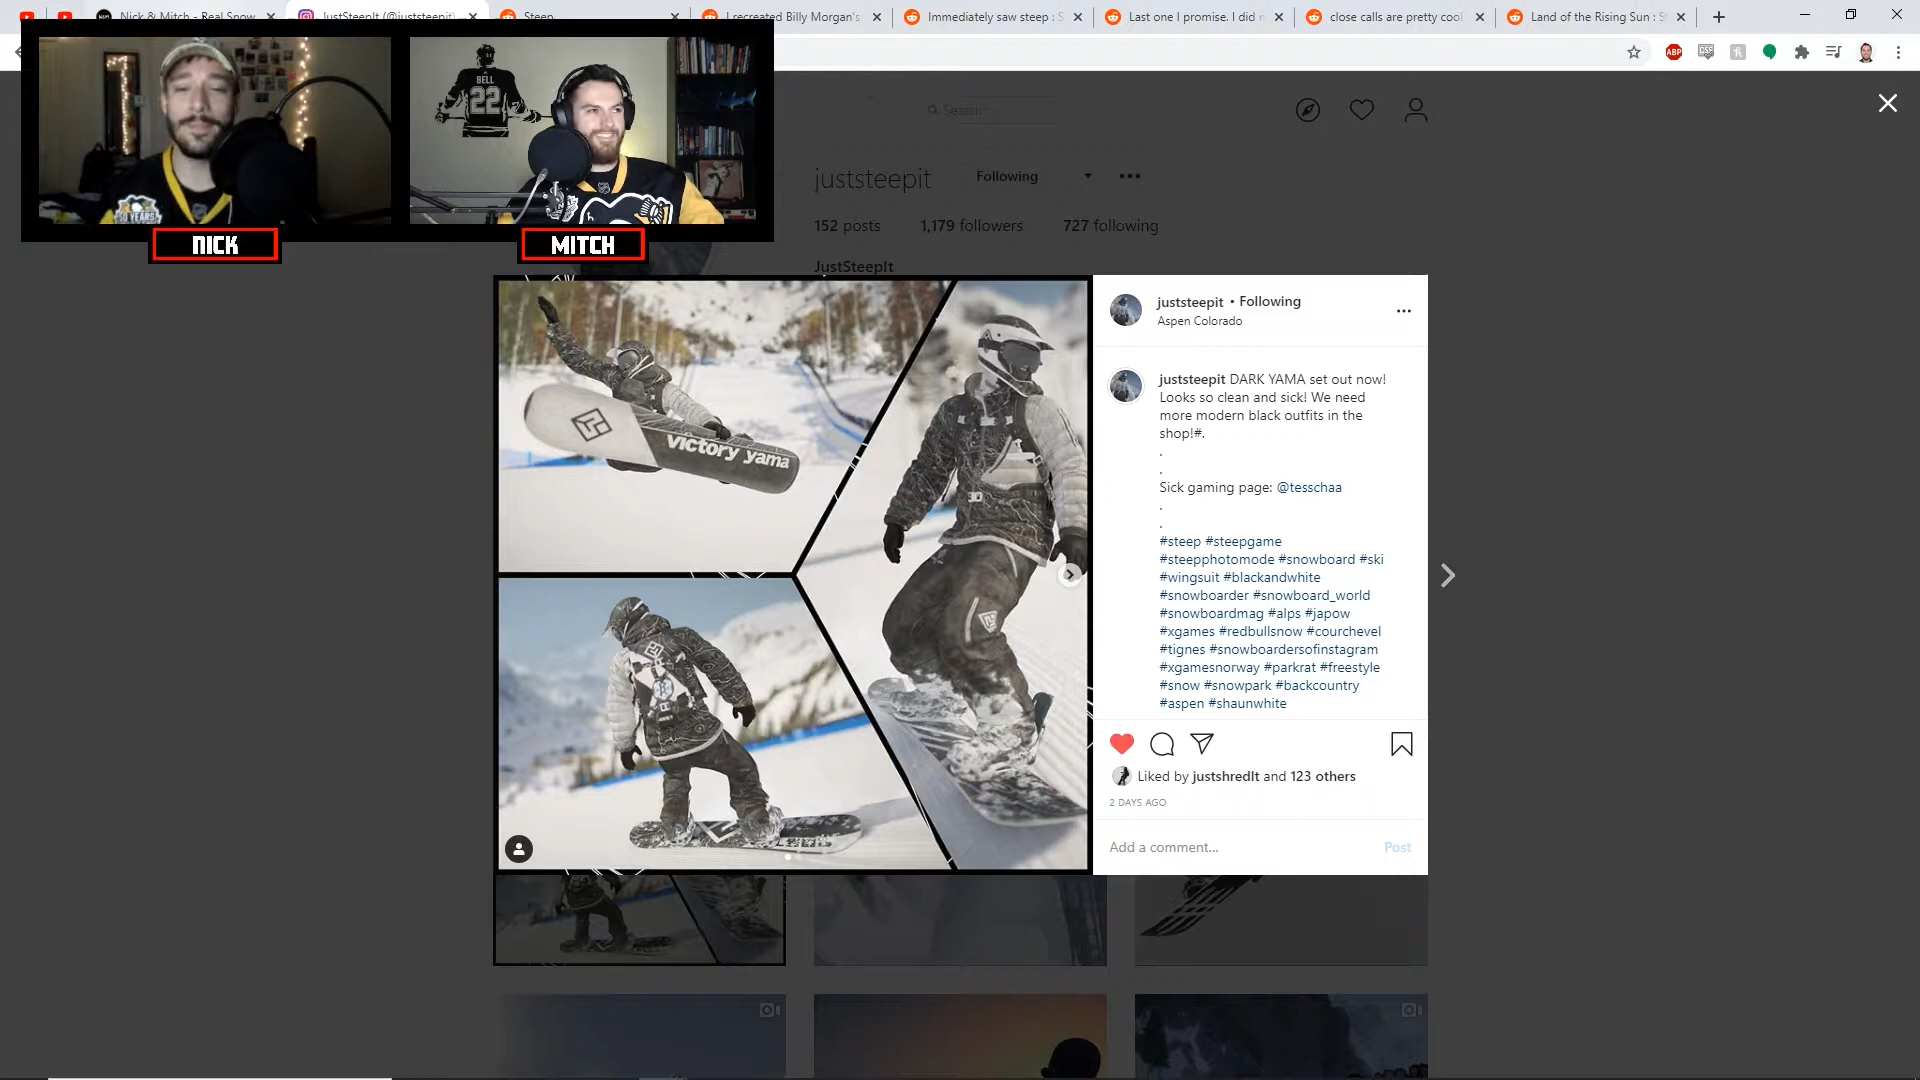 Nick & Mitch - Real Snow
JustSteepIt (@juststeepit)
Steep
I recreated Billy Morgan's
Immediately saw steep : S
Last one I promise. I did n
close calls are pretty cool
Land of the Rising Sun : S
ABP
BELL
22
NICK
MITCH
Search
juststeepit
Following
152 posts
1,179 followers
727 following
JustSteepIt
victory yama
juststeepit • Following
Aspen Colorado
juststeepit DARK YAMA set out now!
Looks so clean and sick! We need
more modern black outfits in the
shop!#.
.
.
Sick gaming page: @tesschaa
.
.
#steep #steepgame
#steepphotomode #snowboard #ski
#wingsuit #blackandwhite
#snowboarder #snowboard_world
#snowboardmag #alps #japow
#xgames #redbullsnow #courchevel
#tignes #snowboardersofinstagram
#xgamesnorway #parkrat #freestyle
#snow #snowpark #backcountry
#aspen #shaunwhite
Liked by justshredIt and 123 others
2 DAYS AGO
Add a comment...
Post